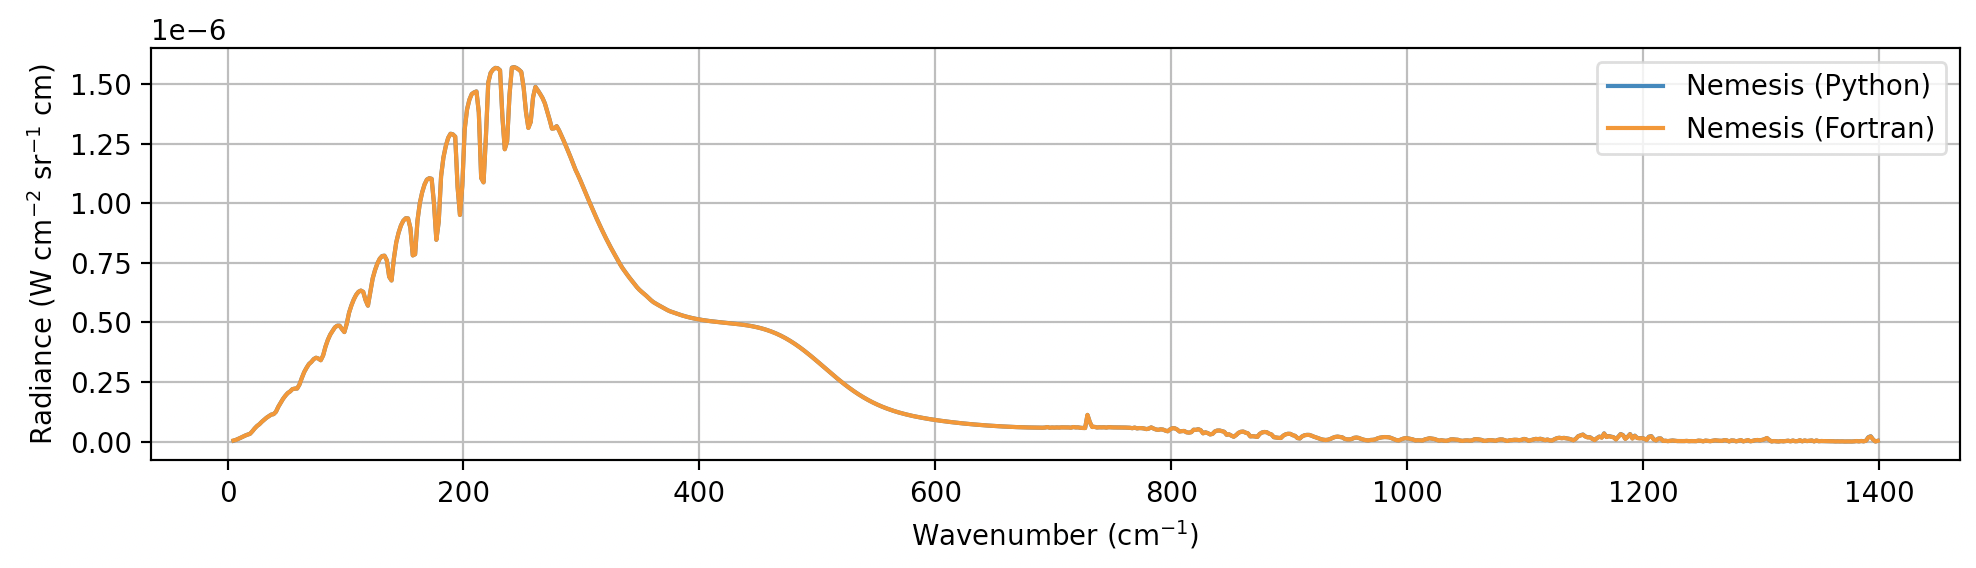 1e−6
Radiance (W cm⁻² sr⁻¹ cm)
1.50
1.25
1.00
0.75
0.50
0.25
0.00
Nemesis (Python)
Nemesis (Fortran)
0 200 400 600 800 1000 1200 1400
Wavenumber (cm⁻¹)